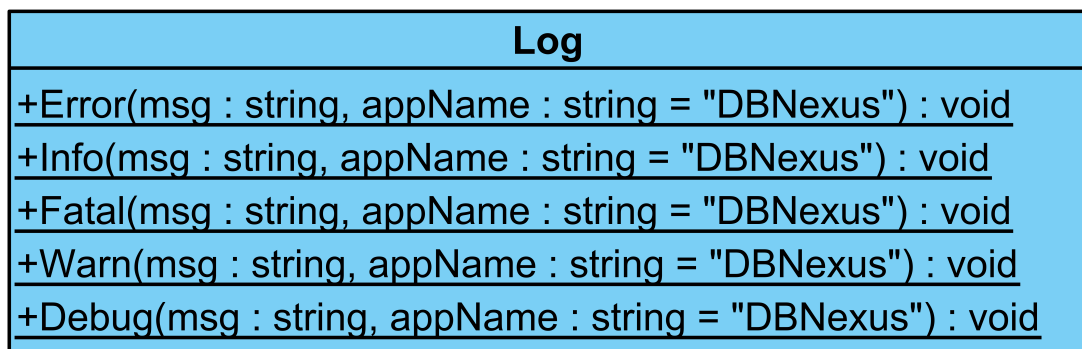 Log
+Error(msg : string, appName : string = "DBNexus") : void
+Info(msg : string, appName : string = "DBNexus") : void
+Fatal(msg : string, appName : string = "DBNexus") : void
+Warn(msg : string, appName : string = "DBNexus") : void
+Debug(msg : string, appName : string = "DBNexus") : void